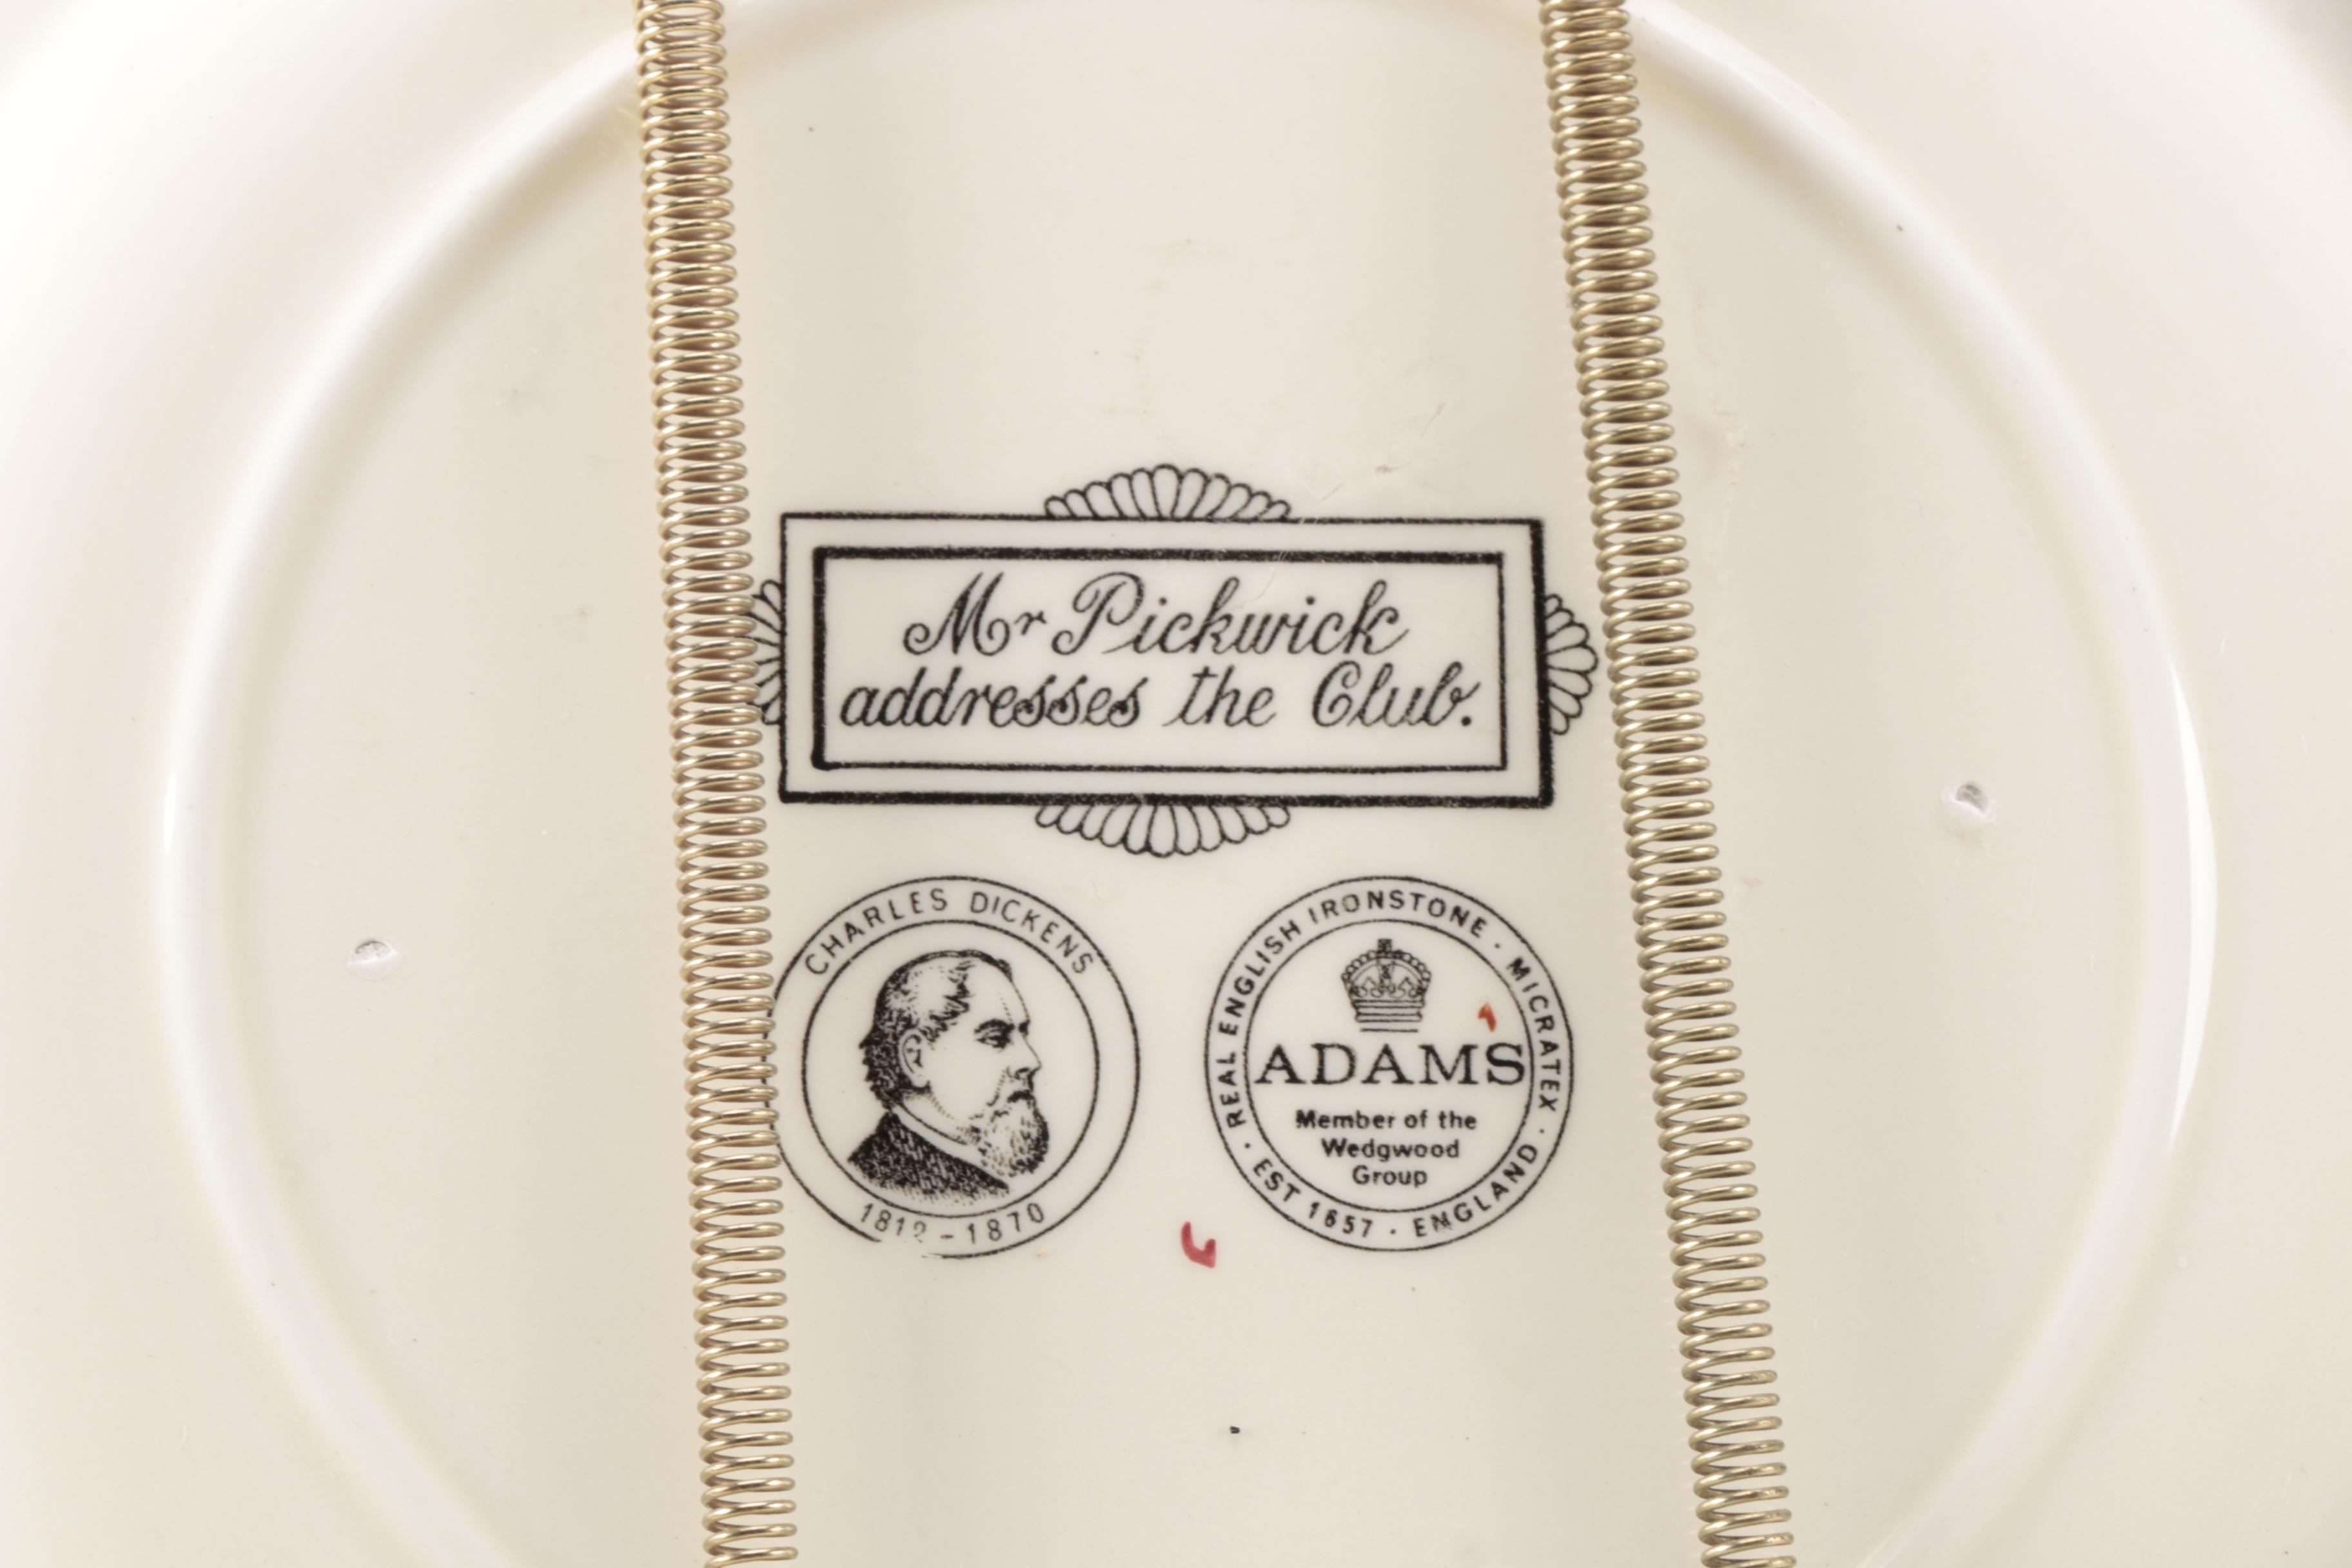 Mr Pickwick
addresses the Club.
CHARLES DICKENS
1812 - 1870
REAL ENGLISH IRONSTONE · MICRATEX ·
ADAMS
Member of the
Wedgwood
Group
· EST 1657 · ENGLAND ·